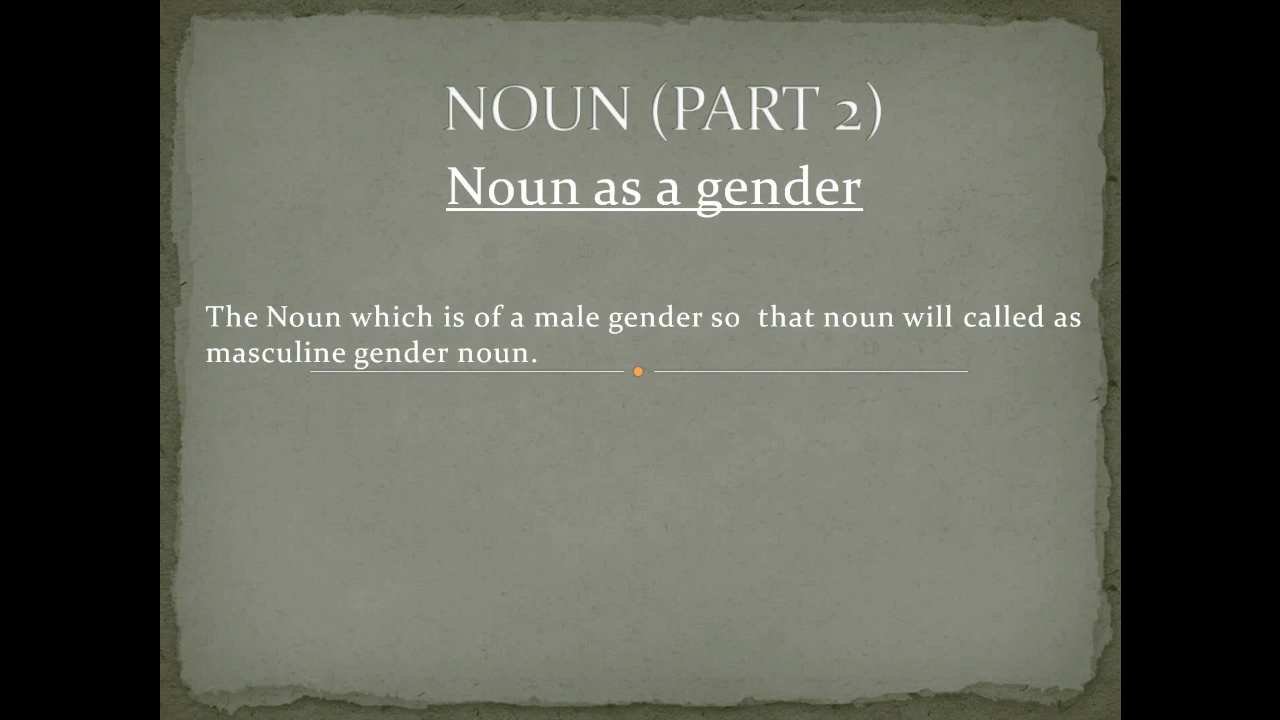 NOUN (PART 2)
Noun as a gender
The Noun which is of a male gender so  that noun will called as
masculine gender noun.